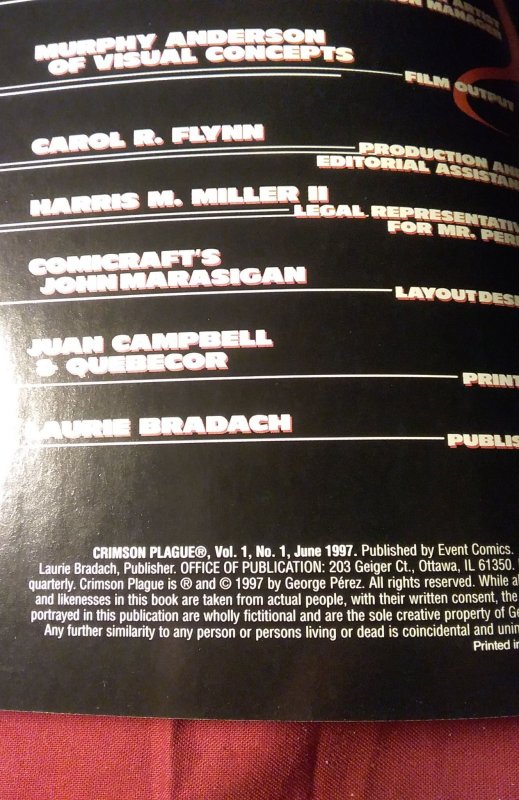 ARTIST
MANAGER
MURPHY ANDERSON
OF VISUAL CONCEPTS
FILM OUTPUT
CAROL R. FLYNN
PRODUCTION AN
EDITORIAL ASSISTAN
HARRIS M. MILLER II
LEGAL REPRESENTATIV
FOR MR. PER
COMICRAFT'S
JOHN MARASIGAN
LAYOUT DES
JUAN CAMPBELL
& QUEBECOR
PRINT
LAURIE BRADACH
PUBLIS
CRIMSON PLAGUE®, Vol. 1, No. 1, June 1997. Published by Event Comics.
Laurie Bradach, Publisher. OFFICE OF PUBLICATION: 203 Geiger Ct., Ottawa, IL 61350.
quarterly. Crimson Plague is ® and © 1997 by George Pérez. All rights reserved. While al
and likenesses in this book are taken from actual people, with their written consent, the
portrayed in this publication are wholly fictitional and are the sole creative property of Ge
Any further similarity to any person or persons living or dead is coincidental and unin
Printed in